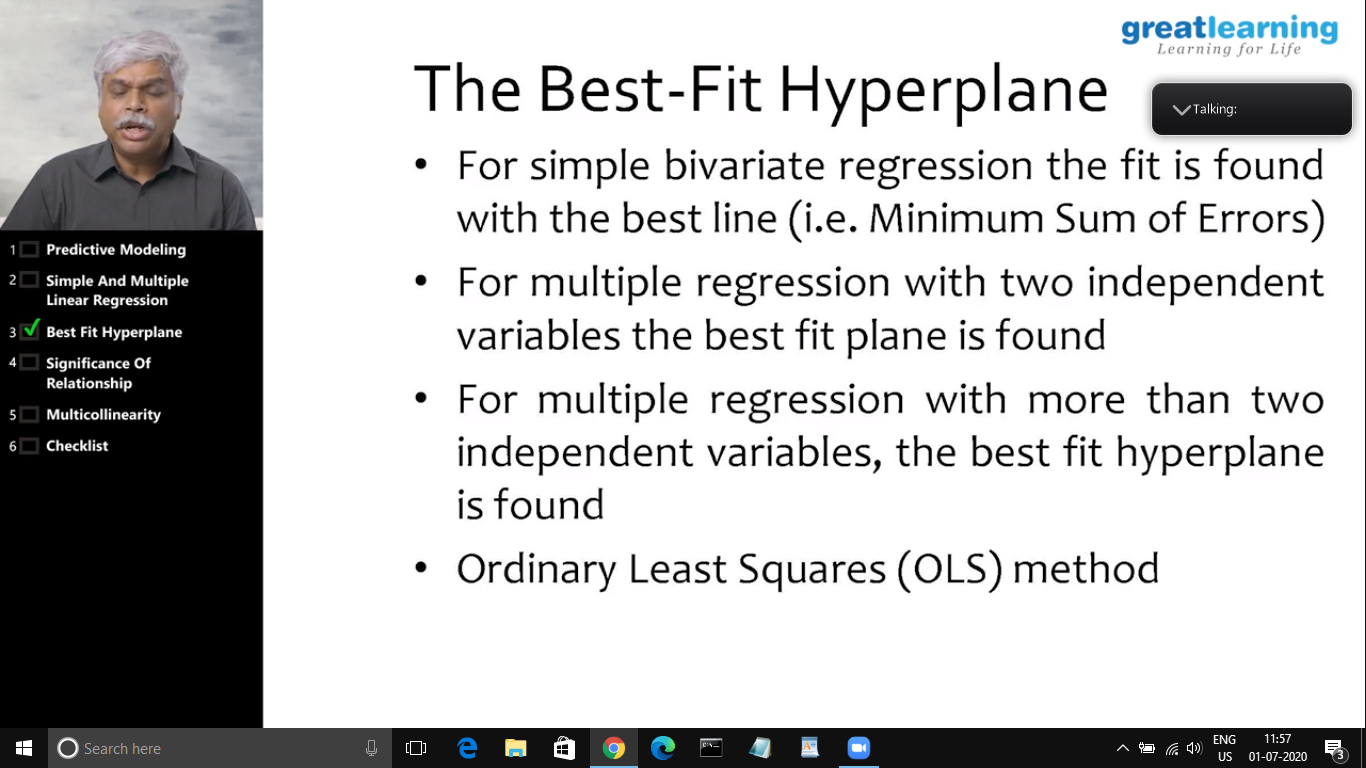 greatlearning
Learning for Life
The Best-Fit Hyperplane
Talking:
• For simple bivariate regression the fit is found
with the best line (i.e. Minimum Sum of Errors)
• For multiple regression with two independent
variables the best fit plane is found
• For multiple regression with more than two
independent variables, the best fit hyperplane
is found
• Ordinary Least Squares (OLS) method
1 Predictive Modeling
2 Simple And Multiple
Linear Regression
3 Best Fit Hyperplane
4 Significance Of
Relationship
5 Multicollinearity
6 Checklist
Search here
ENG
US
11:57
01-07-2020
3